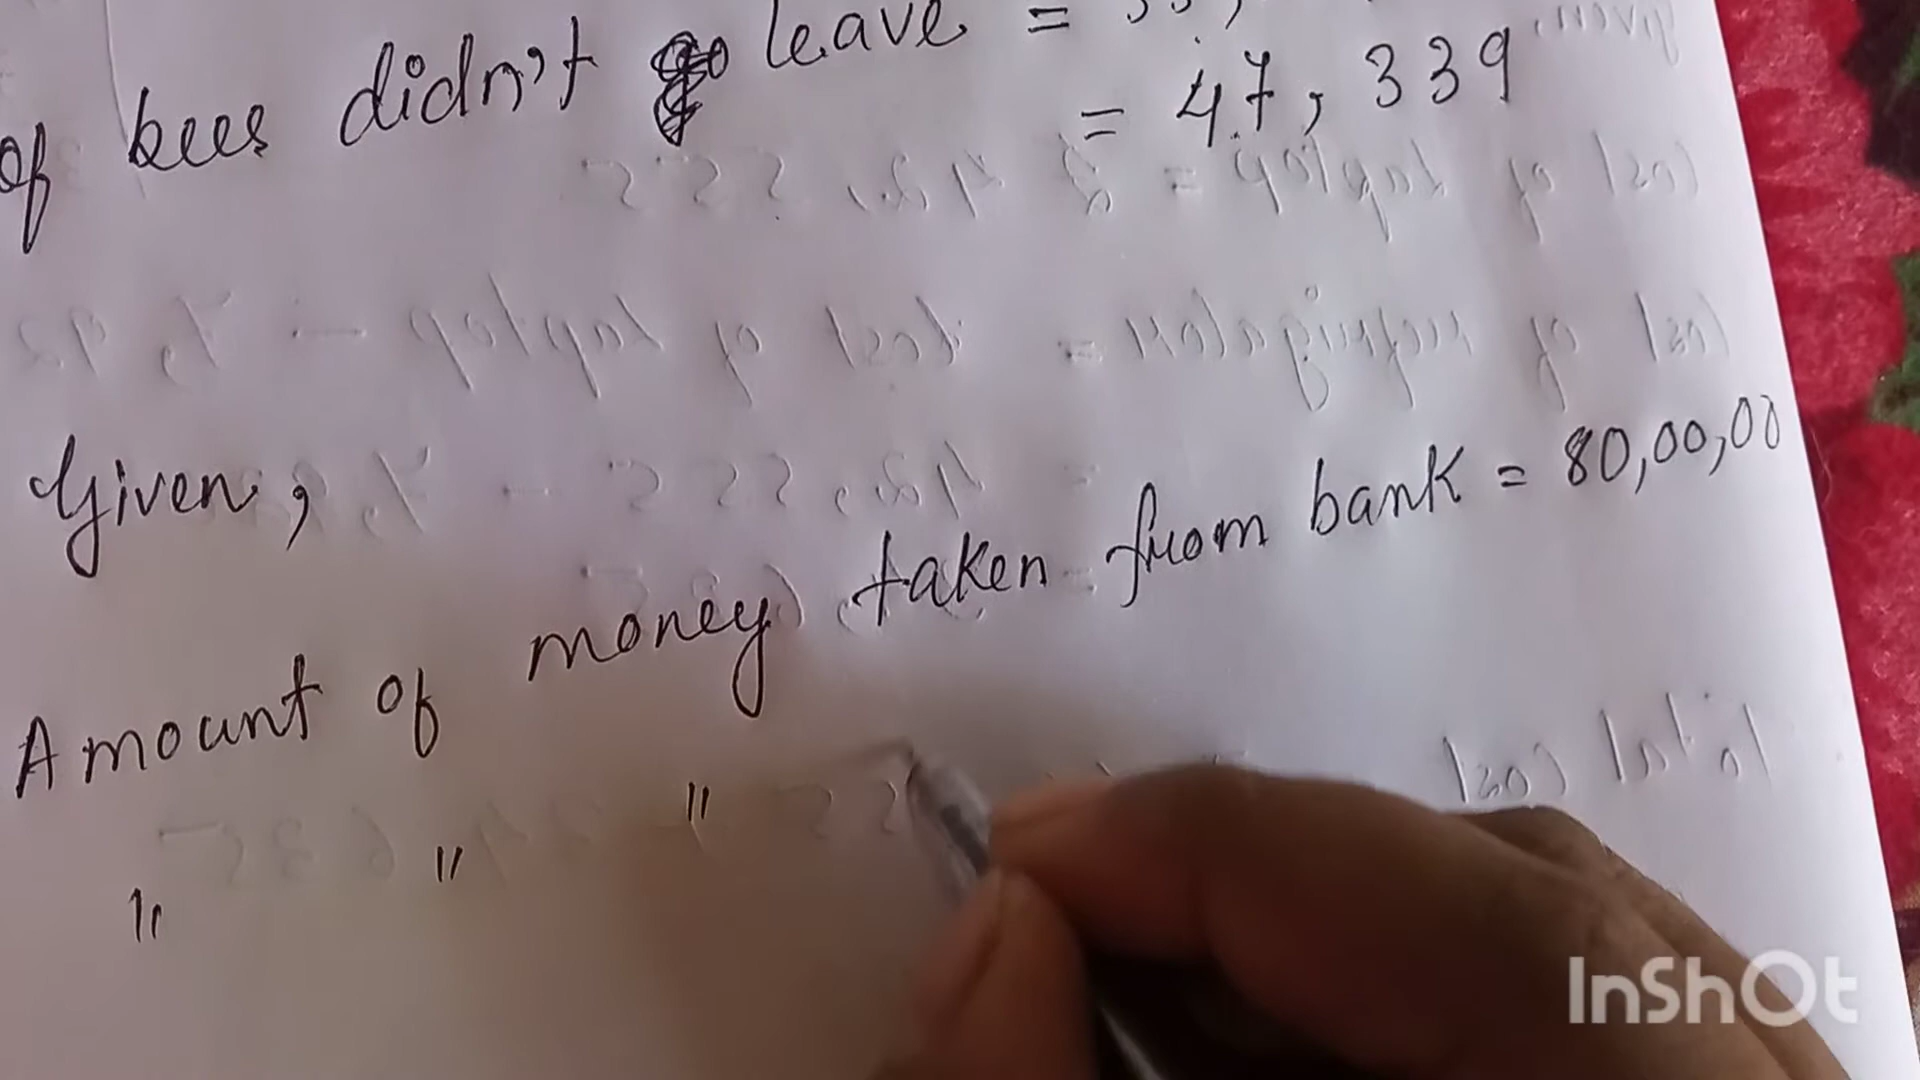 of bees didn't leave =
= 47,339
Given,
Amount of money taken from bank = 80,00,00
" " "
InShOt